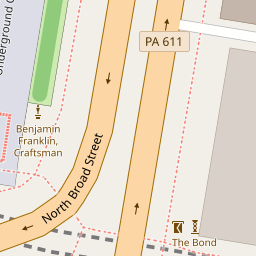 Underground C
PA 611
Benjamin
Franklin,
Craftsman
North Broad Street
The Bond